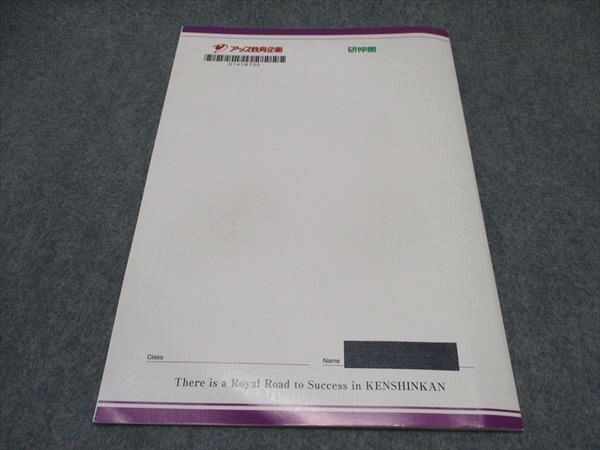 アップ教育企画 研伸館
Class Name
There is a Royal Road to Success in KENSHINKAN